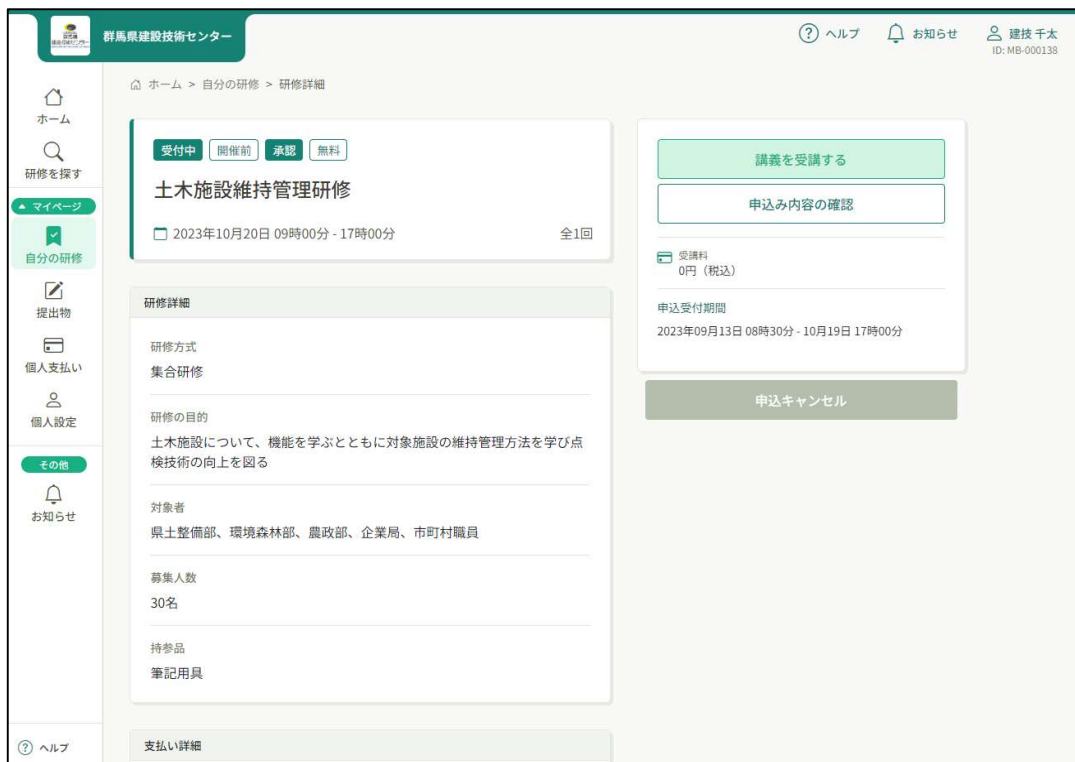 群馬県建設技術センター
ヘルプ
お知らせ
建技 千太
ID: MB-000138
ホーム
研修を探す
マイページ
自分の研修
提出物
個人支払い
個人設定
その他
お知らせ
ヘルプ
ホーム > 自分の研修 > 研修詳細
受付中 開催前 承認 無料
土木施設維持管理研修
2023年10月20日 09時00分 - 17時00分 全1回
研修詳細
研修方式
集合研修
研修の目的
土木施設について、機能を学ぶとともに対象施設の維持管理方法を学び点
検技術の向上を図る
対象者
県土整備部、環境森林部、農政部、企業局、市町村職員
募集人数
30名
持参品
筆記用具
支払い詳細
講義を受講する
申込み内容の確認
受講料
0円（税込）
申込受付期間
2023年09月13日 08時30分 - 10月19日 17時00分
申込キャンセル